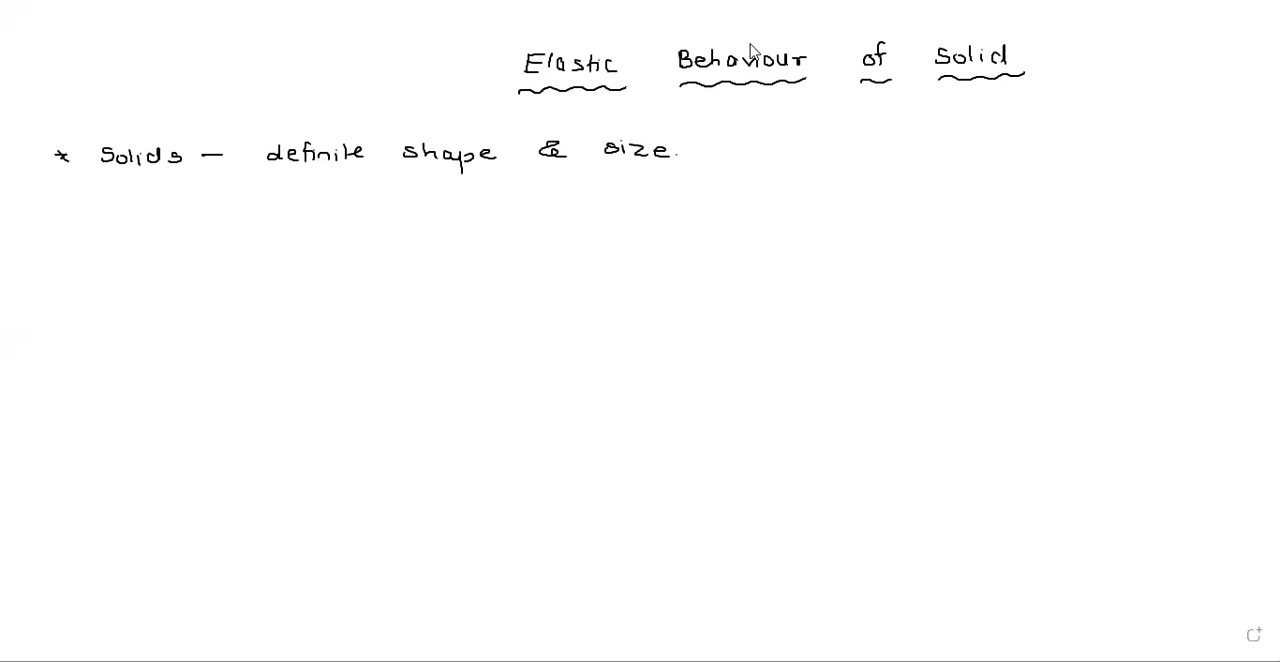 Elastic Behaviour of Solid
* Solids - definite shape & size.